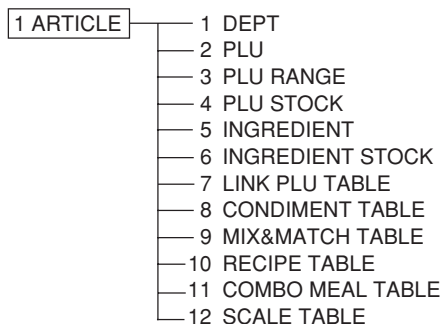 1 ARTICLE
1 DEPT
2 PLU
3 PLU RANGE
4 PLU STOCK
5 INGREDIENT
6 INGREDIENT STOCK
7 LINK PLU TABLE
8 CONDIMENT TABLE
9 MIX&MATCH TABLE
10 RECIPE TABLE
11 COMBO MEAL TABLE
12 SCALE TABLE